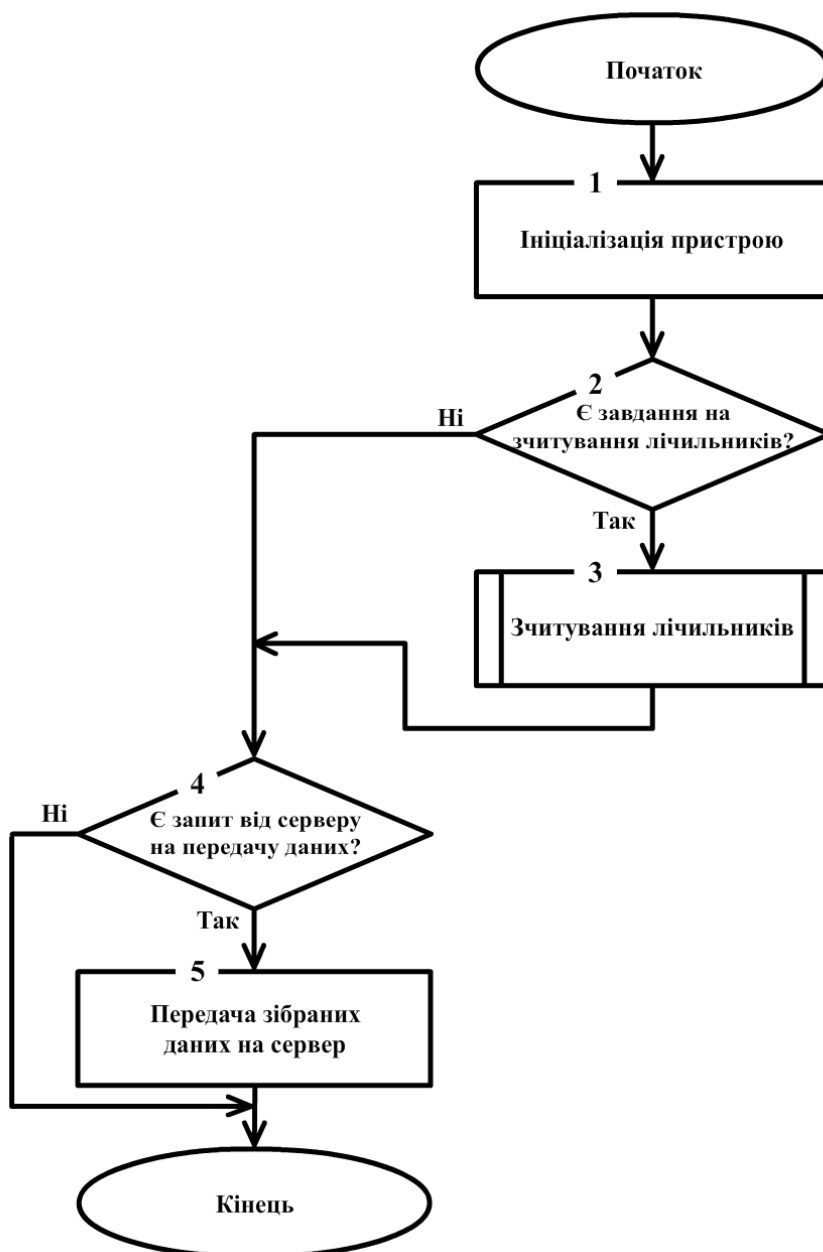 Початок
1
Ініціалізація пристрою
2
Є завдання на
зчитування лічильників?
Ні
Так
3
Зчитування лічильників
4
Є запит від серверу
на передачу даних?
Ні
Так
5
Передача зібраних
даних на сервер
Кінець